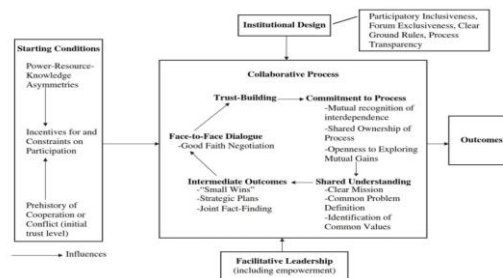 Institutional Design
Participatory Inclusiveness,
Forum Exclusiveness, Clear
Ground Rules, Process
Transparency
Starting Conditions
Power-Resource-
Knowledge
Asymmetries
Incentives for and
Constraints on
Participation
Prehistory of
Cooperation or
Conflict (initial
trust level)
Influences
Collaborative Process
Trust-Building
Commitment to Process
-Mutual recognition of
interdependence
-Shared Ownership of
Process
-Openness to Exploring
Mutual Gains
Face-to-Face Dialogue
-Good Faith Negotiation
Intermediate Outcomes
-"Small Wins"
-Strategic Plans
-Joint Fact-Finding
Shared Understanding
-Clear Mission
-Common Problem
Definition
-Identification of
Common Values
Outcomes
Facilitative Leadership
(including empowerment)